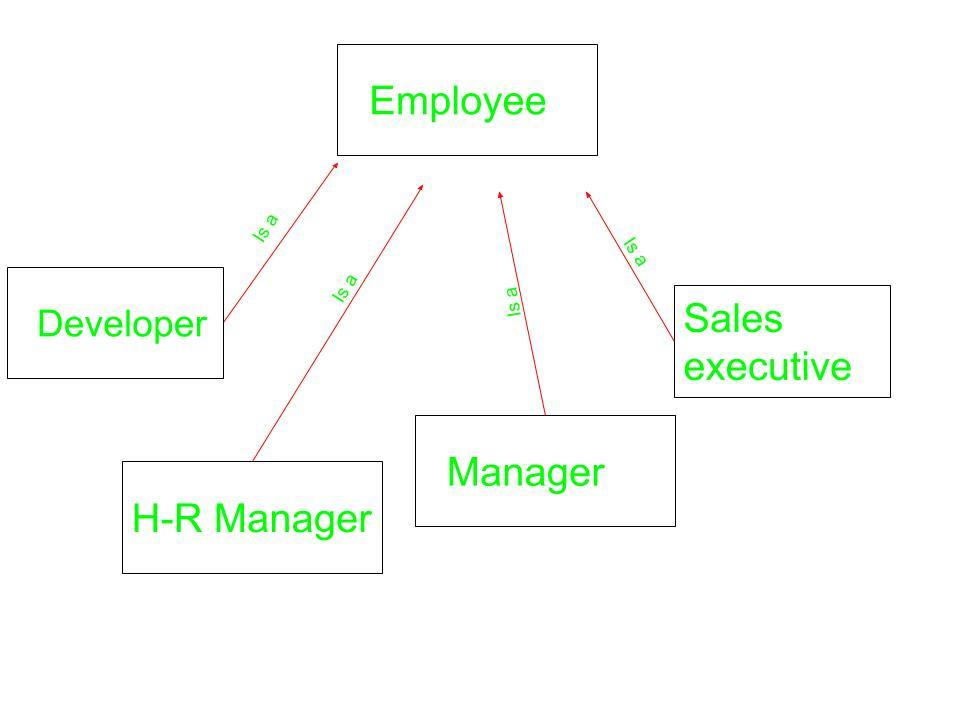 Employee
Is a
Is a
Is a
Is a
Developer
Sales
executive
Manager
H-R Manager